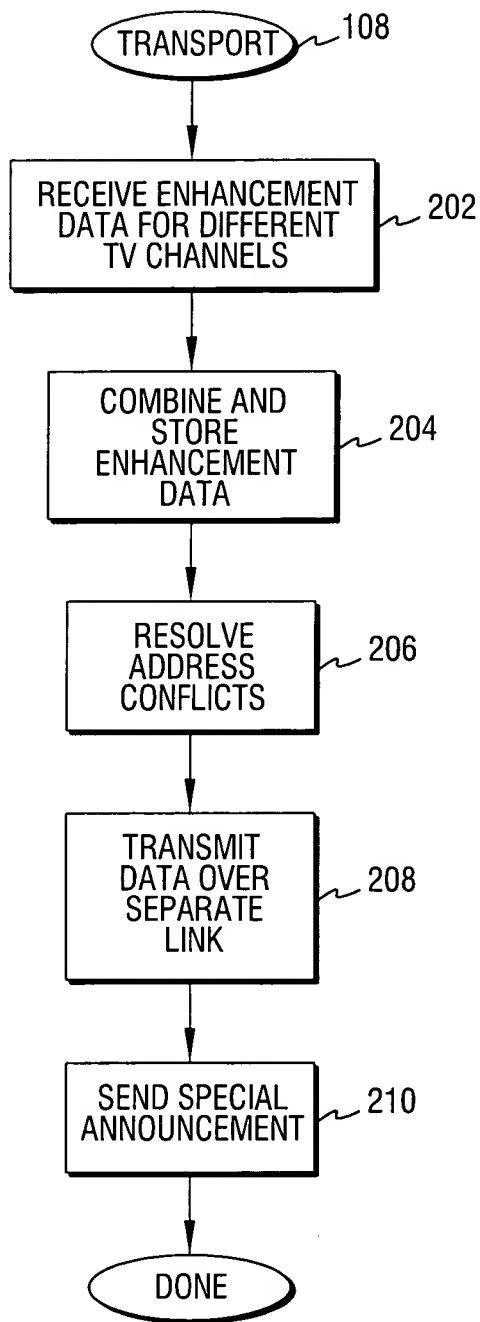 TRANSPORT
108
RECEIVE ENHANCEMENT
DATA FOR DIFFERENT
TV CHANNELS
202
COMBINE AND
STORE
ENHANCEMENT
DATA
204
RESOLVE
ADDRESS
CONFLICTS
206
TRANSMIT
DATA OVER
SEPARATE
LINK
208
SEND SPECIAL
ANNOUNCEMENT
210
DONE